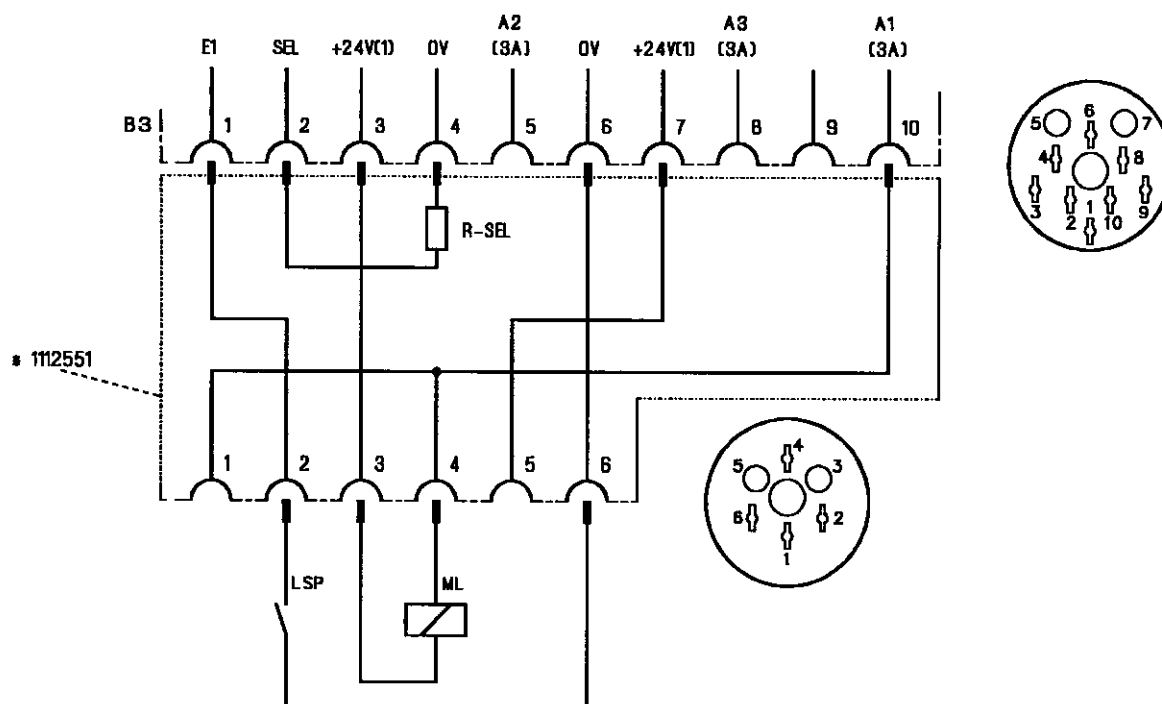 E1 SEL +24V(1) 0V A2 (3A) 0V +24V(1) A3 (3A) A1 (3A)
B3 1 2 3 4 5 6 7 8 9 10
5 6 7
4 8
3 2 1 10 9
R-SEL
* 1112551
1 2 3 4 5 6
5 4 3
6 2
1
LSP ML